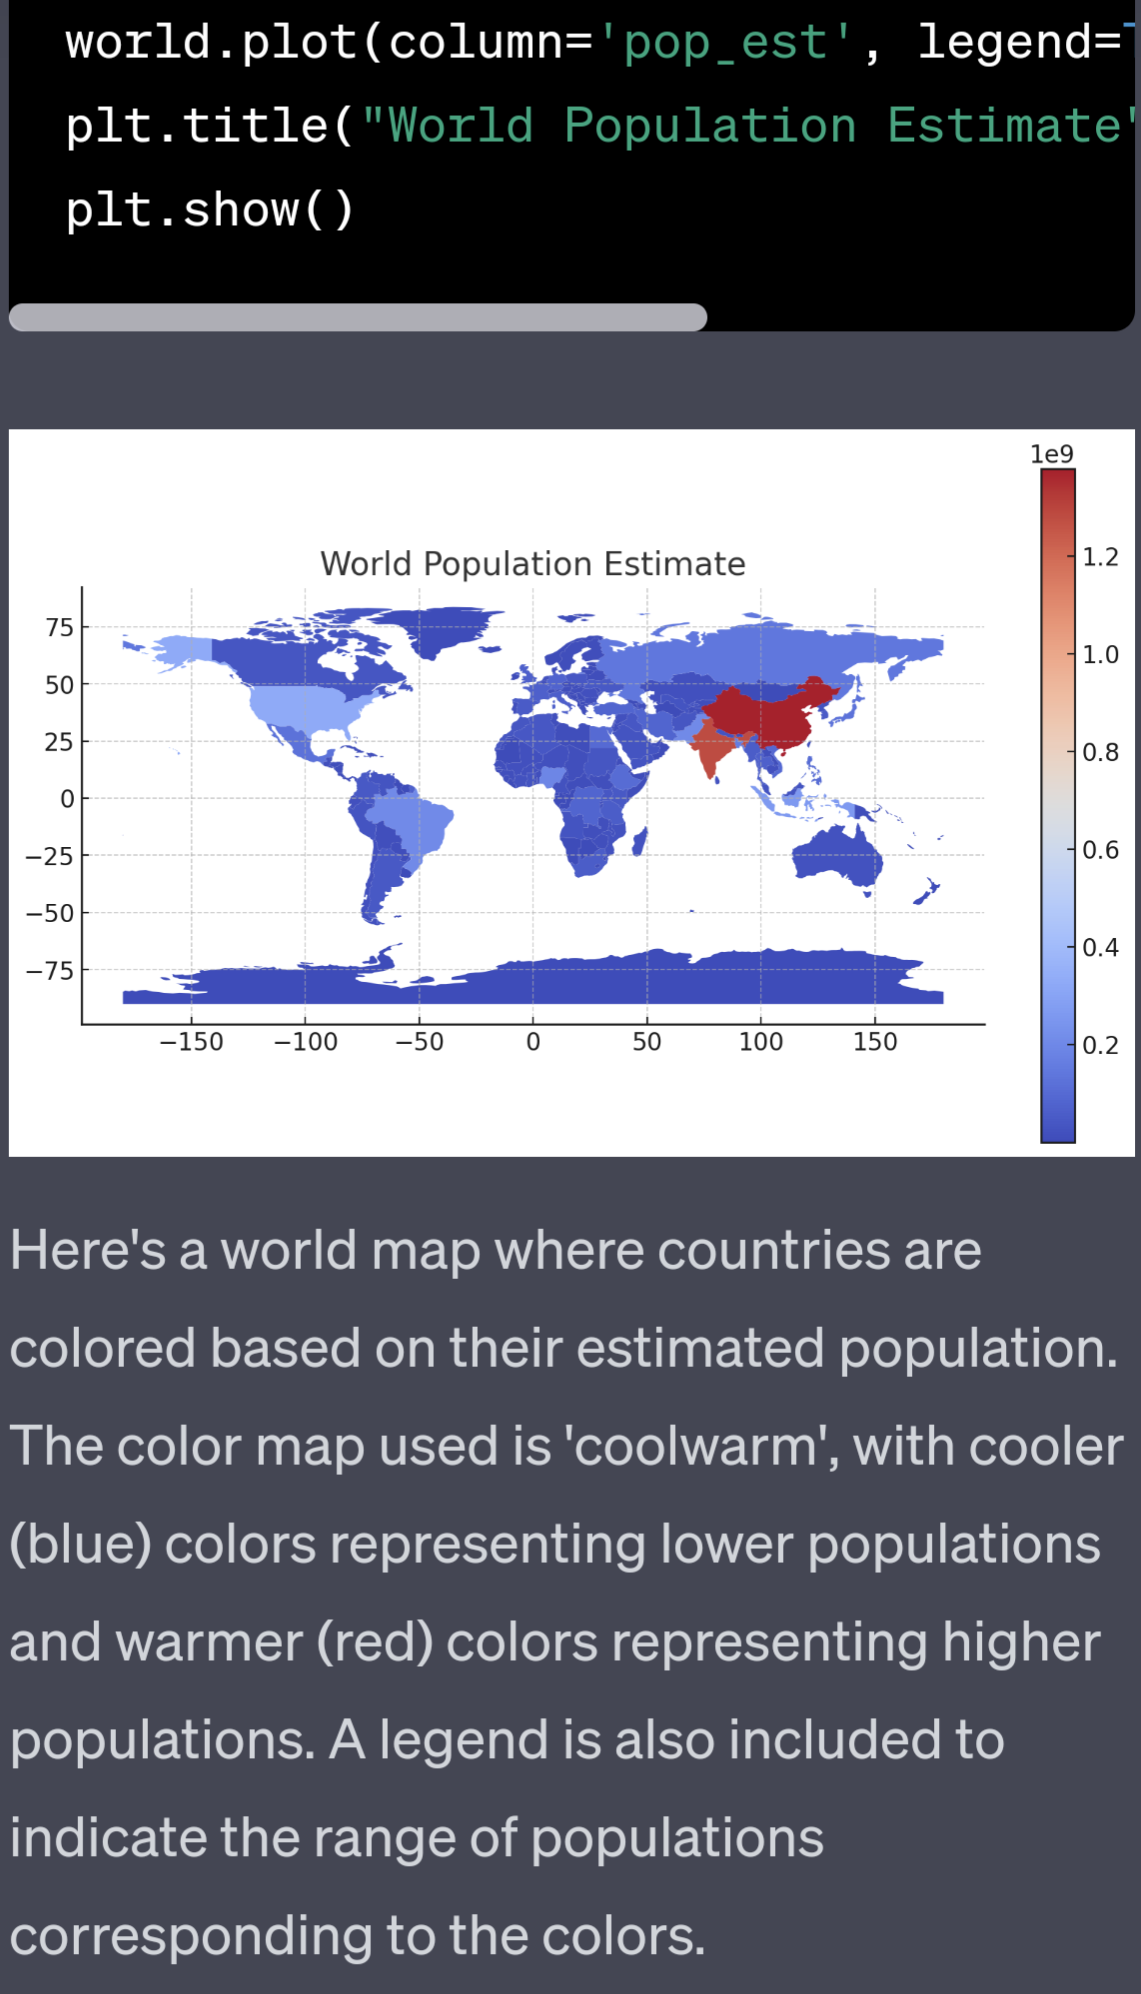 world.plot(column='pop_est', legend=
plt.title("World Population Estimate"
plt.show()
1e9
World Population Estimate
1.2
1.0
0.8
0.6
0.4
0.2
75
50
25
0
−25
−50
−75
−150 −100 −50 0 50 100 150
Here's a world map where countries are
colored based on their estimated population.
The color map used is 'coolwarm', with cooler
(blue) colors representing lower populations
and warmer (red) colors representing higher
populations. A legend is also included to
indicate the range of populations
corresponding to the colors.